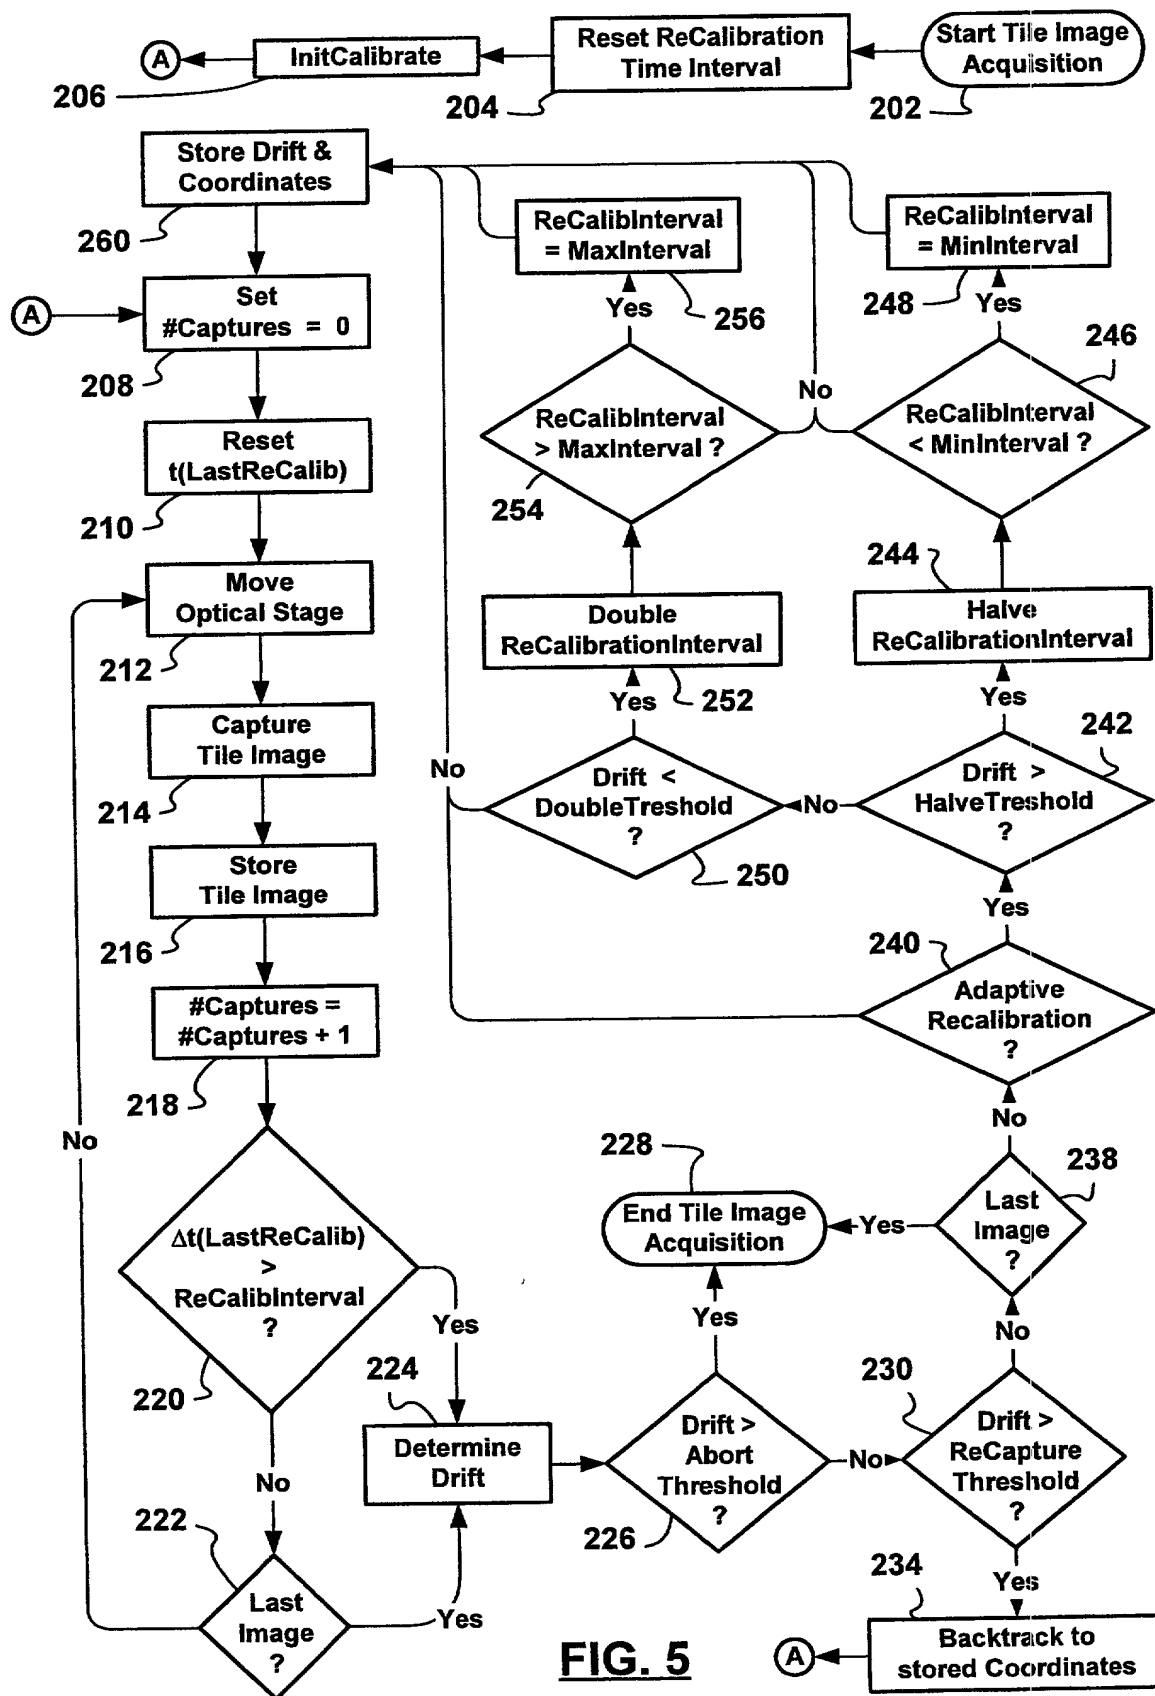 Start Tile Image
Acquisition
202
Reset ReCalibration
Time Interval
204
InitCalibrate
206
A
Store Drift &
Coordinates
260
A
Set
#Captures = 0
208
Reset
t(LastReCalib)
210
Move
Optical Stage
212
Capture
Tile Image
214
Store
Tile Image
216
#Captures =
#Captures + 1
218
Δt(LastReCalib)
>
ReCalibInterval
?
220
Yes
No
Last
Image
?
222
No
Yes
Determine
Drift
224
Drift >
Abort
Threshold
?
226
Yes
No
End Tile Image
Acquisition
228
Drift >
ReCapture
Threshold
?
230
Yes
No
Backtrack to
stored Coordinates
234
A
Last
Image
?
238
Yes
No
Adaptive
Recalibration
?
240
Yes
No
Drift >
HalveTreshold
?
242
Yes
No
Halve
ReCalibrationInterval
244
ReCalibInterval
< MinInterval ?
246
Yes
No
ReCalibInterval
= MinInterval
248
Drift <
DoubleTreshold
?
250
Yes
Double
ReCalibrationInterval
252
ReCalibInterval
> MaxInterval ?
254
Yes
ReCalibInterval
= MaxInterval
256
FIG. 5